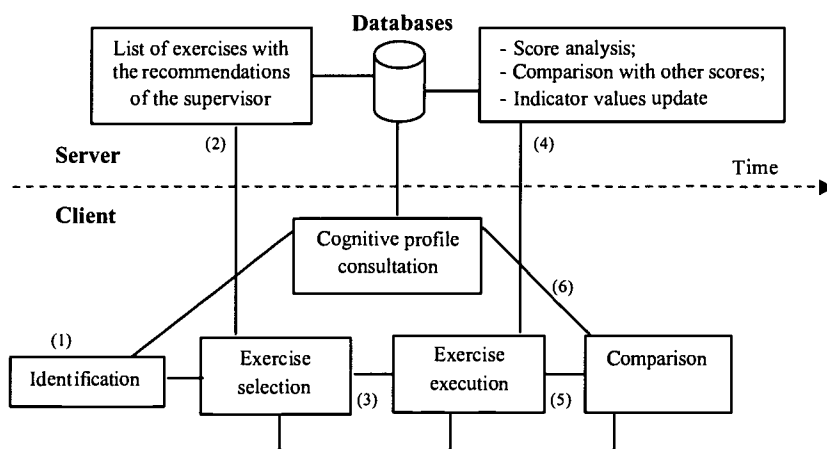 Databases
List of exercises with
the recommendations
of the supervisor
- Score analysis;
- Comparison with other scores;
- Indicator values update
(2)
(4)
Server
Time
Client
Cognitive profile
consultation
(6)
(1)
Identification
Exercise
selection
(3)
Exercise
execution
(5)
Comparison